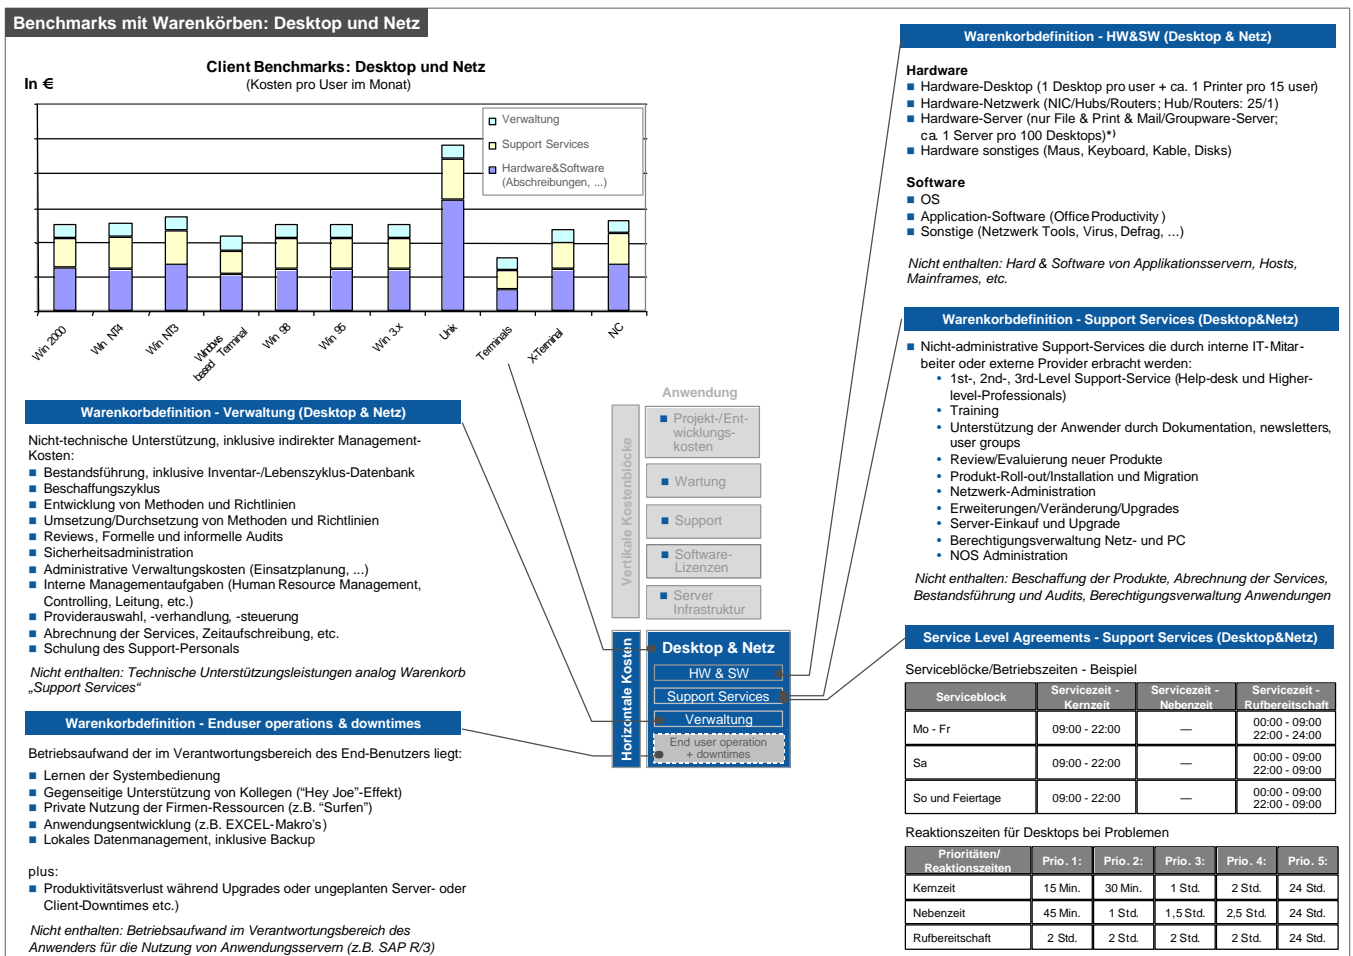 Benchmarks mit Warenkörben: Desktop und Netz
Client Benchmarks: Desktop und Netz
(Kosten pro User im Monat)
In €
Verwaltung
Support Services
Hardware&Software
(Abschreibungen, ...)
Win 2000
Win NT4
Win NT3
Windows
based Terminal
Win 98
Win 95
Win 3.x
Unix
Terminals
X-Terminal
NC
Warenkorbdefinition - Verwaltung (Desktop & Netz)
Nicht-technische Unterstützung, inklusive indirekter Management-
Kosten:
Bestandsführung, inklusive Inventar-/Lebenszyklus-Datenbank
Beschaffungszyklus
Entwicklung von Methoden und Richtlinien
Umsetzung/Durchsetzung von Methoden und Richtlinien
Reviews, Formelle und informelle Audits
Sicherheitsadministration
Administrative Verwaltungskosten (Einsatzplanung, ...)
Interne Managementaufgaben (Human Resource Management,
Controlling, Leitung, etc.)
Providerauswahl, -verhandlung, -steuerung
Abrechnung der Services, Zeitaufschreibung, etc.
Schulung des Support-Personals
Nicht enthalten: Technische Unterstützungsleistungen analog Warenkorb
„Support Services“
Warenkorbdefinition - Enduser operations & downtimes
Betriebsaufwand der im Verantwortungsbereich des End-Benutzers liegt:
Lernen der Systembedienung
Gegenseitige Unterstützung von Kollegen (“Hey Joe”-Effekt)
Private Nutzung der Firmen-Ressourcen (z.B. “Surfen”)
Anwendungsentwicklung (z.B. EXCEL-Makro’s)
Lokales Datenmanagement, inklusive Backup
plus:
Produktivitätsverlust während Upgrades oder ungeplanten Server- oder
Client-Downtimes etc.)
Nicht enthalten: Betriebsaufwand im Verantwortungsbereich des
Anwenders für die Nutzung von Anwendungsservern (z.B. SAP R/3)
Anwendung
Vertikale Kostenblöcke
Projekt-/Ent-
wicklungs-
kosten
Wartung
Support
Software-
Lizenzen
Server
Infrastruktur
Horizontale Kosten
Desktop & Netz
HW & SW
Support Services
Verwaltung
End user operation
+ downtimes
Warenkorbdefinition - HW&SW (Desktop & Netz)
Hardware
Hardware-Desktop (1 Desktop pro user + ca. 1 Printer pro 15 user)
Hardware-Netzwerk (NIC/Hubs/Routers; Hub/Routers: 25/1)
Hardware-Server (nur File & Print & Mail/Groupware-Server;
ca. 1 Server pro 100 Desktops)*)
Hardware sonstiges (Maus, Keyboard, Kable, Disks)
Software
OS
Application-Software (Office Productivity)
Sonstige (Netzwerk Tools, Virus, Defrag, ...)
Nicht enthalten: Hard & Software von Applikationsservern, Hosts,
Mainframes, etc.
Warenkorbdefinition - Support Services (Desktop&Netz)
Nicht-administrative Support-Services die durch interne IT-Mitar-
beiter oder externe Provider erbracht werden:
1st-, 2nd-, 3rd-Level Support-Service (Help-desk und Higher-
level-Professionals)
Training
Unterstützung der Anwender durch Dokumentation, newsletters,
user groups
Review/Evaluierung neuer Produkte
Produkt-Roll-out/Installation und Migration
Netzwerk-Administration
Erweiterungen/Veränderung/Upgrades
Server-Einkauf und Upgrade
Berechtigungsverwaltung Netz- und PC
NOS Administration
Nicht enthalten: Beschaffung der Produkte, Abrechnung der Services,
Bestandsführung und Audits, Berechtigungsverwaltung Anwendungen
Service Level Agreements - Support Services (Desktop&Netz)
Serviceblöcke/Betriebszeiten - Beispiel
Serviceblock Servicezeit - Kernzeit Servicezeit - Nebenzeit Servicezeit - Rufbereitschaft
Mo - Fr 09:00 - 22:00 — 00:00 - 09:00
22:00 - 24:00
Sa 09:00 - 22:00 — 00:00 - 09:00
22:00 - 09:00
So und Feiertage 09:00 - 22:00 — 00:00 - 09:00
22:00 - 09:00
Reaktionszeiten für Desktops bei Problemen
Prioritäten/ Reaktionszeiten Prio. 1: Prio. 2: Prio. 3: Prio. 4: Prio. 5:
Kernzeit 15 Min. 30 Min. 1 Std. 2 Std. 24 Std.
Nebenzeit 45 Min. 1 Std. 1,5 Std. 2,5 Std. 24 Std.
Rufbereitschaft 2 Std. 2 Std. 2 Std. 2 Std. 24 Std.